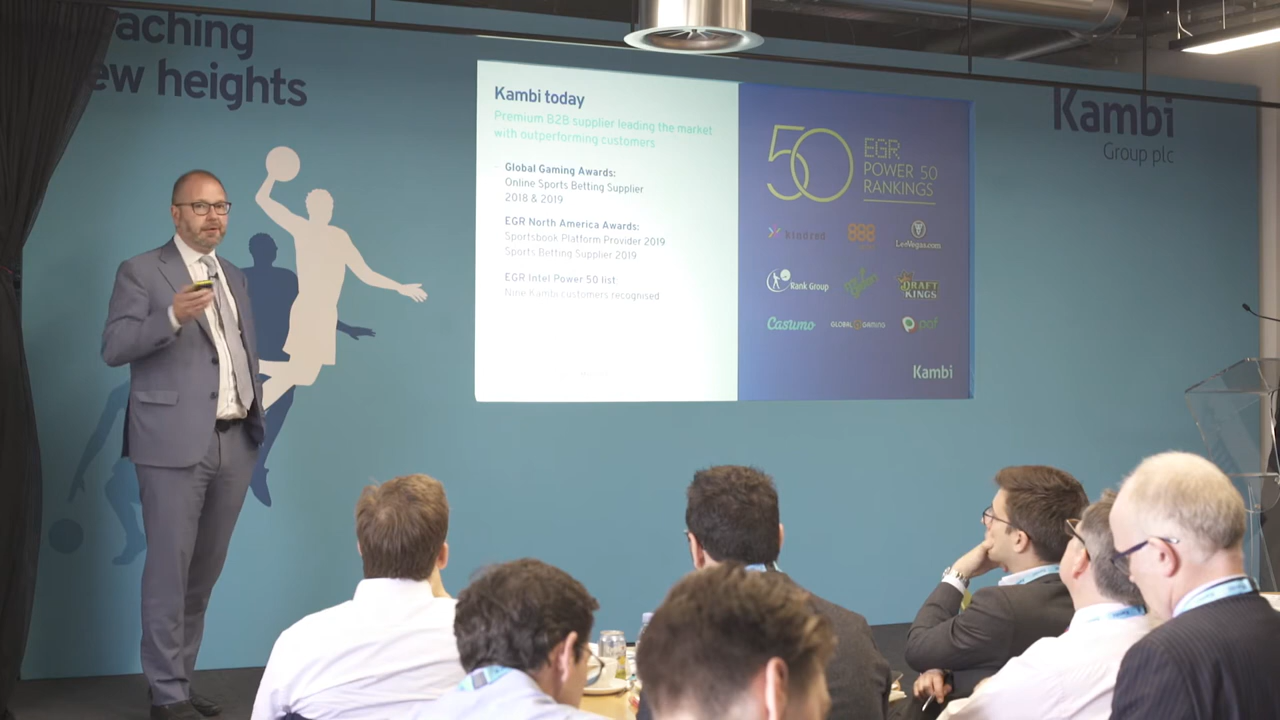 aching
ew heights
Kambi
Group plc
Kambi today
Premium B2B supplier leading the market
with outperforming customers
Global Gaming Awards:
Online Sports Betting Supplier
2018 & 2019
EGR North America Awards:
Sportsbook Platform Provider 2019
Sports Betting Supplier 2019
EGR Intel Power 50 list:
Nine Kambi customers recognised
50
EGR
POWER 50
RANKINGS
kindred
888
LeoVegas.com
Rank Group
DRAFT
KINGS
Casumo
GLOBAL GAMING
paf
Kambi